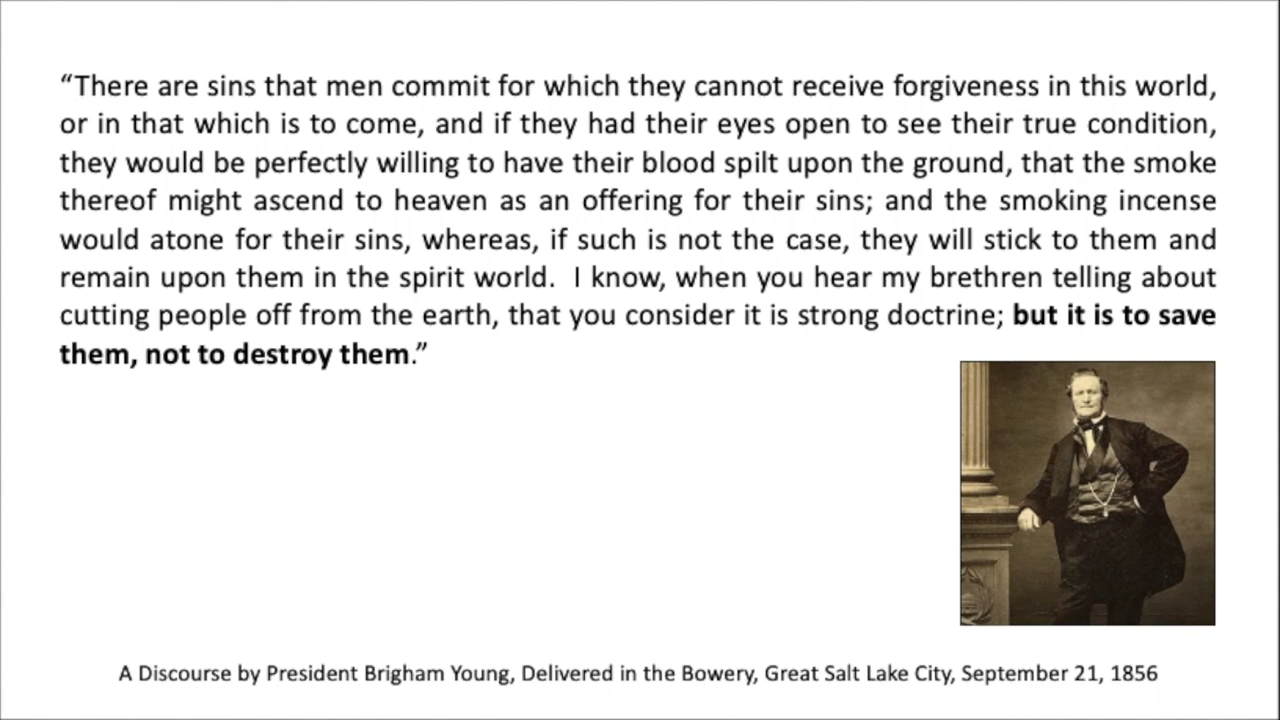 “There are sins that men commit for which they cannot receive forgiveness in this world,
or in that which is to come, and if they had their eyes open to see their true condition,
they would be perfectly willing to have their blood spilt upon the ground, that the smoke
thereof might ascend to heaven as an offering for their sins; and the smoking incense
would atone for their sins, whereas, if such is not the case, they will stick to them and
remain upon them in the spirit world.  I know, when you hear my brethren telling about
cutting people off from the earth, that you consider it is strong doctrine; but it is to save
them, not to destroy them.”
A Discourse by President Brigham Young, Delivered in the Bowery, Great Salt Lake City, September 21, 1856